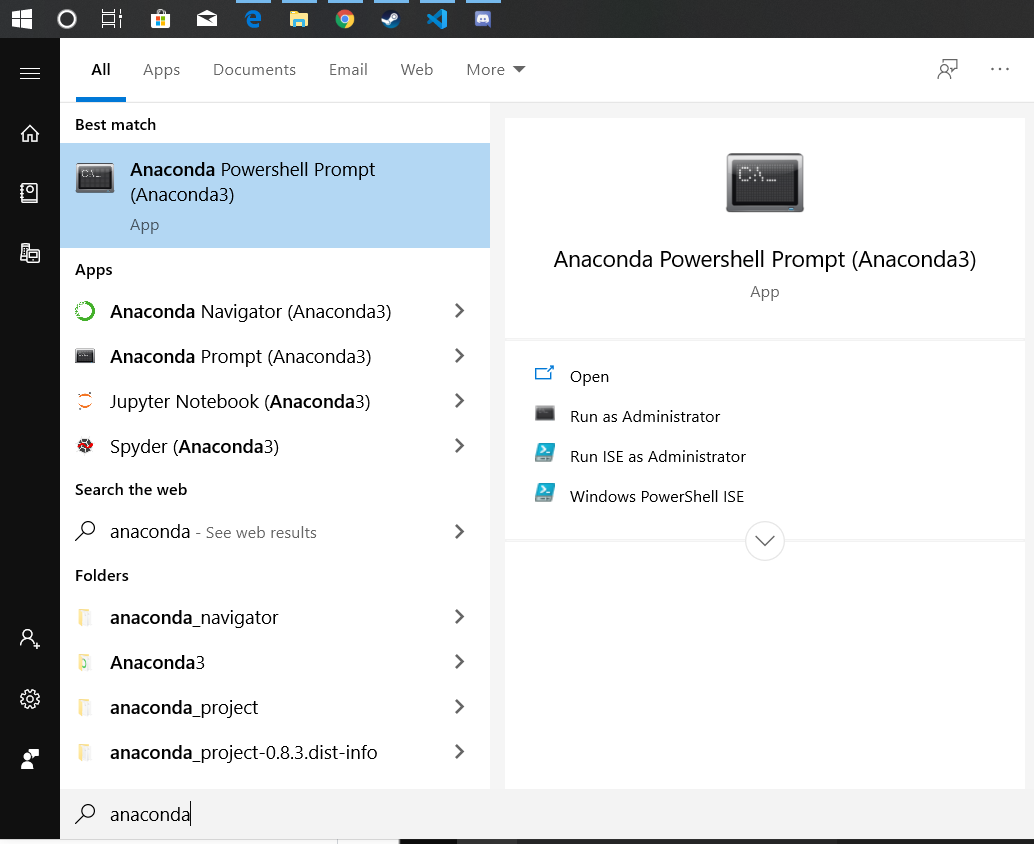 All Apps Documents Email Web More
Best match
Anaconda Powershell Prompt
(Anaconda3)
App
Apps
Anaconda Navigator (Anaconda3)
Anaconda Prompt (Anaconda3)
Jupyter Notebook (Anaconda3)
Spyder (Anaconda3)
Search the web
anaconda - See web results
Folders
anaconda_navigator
Anaconda3
anaconda_project
anaconda_project-0.8.3.dist-info
anaconda
C:\_
Anaconda Powershell Prompt (Anaconda3)
App
Open
Run as Administrator
Run ISE as Administrator
Windows PowerShell ISE